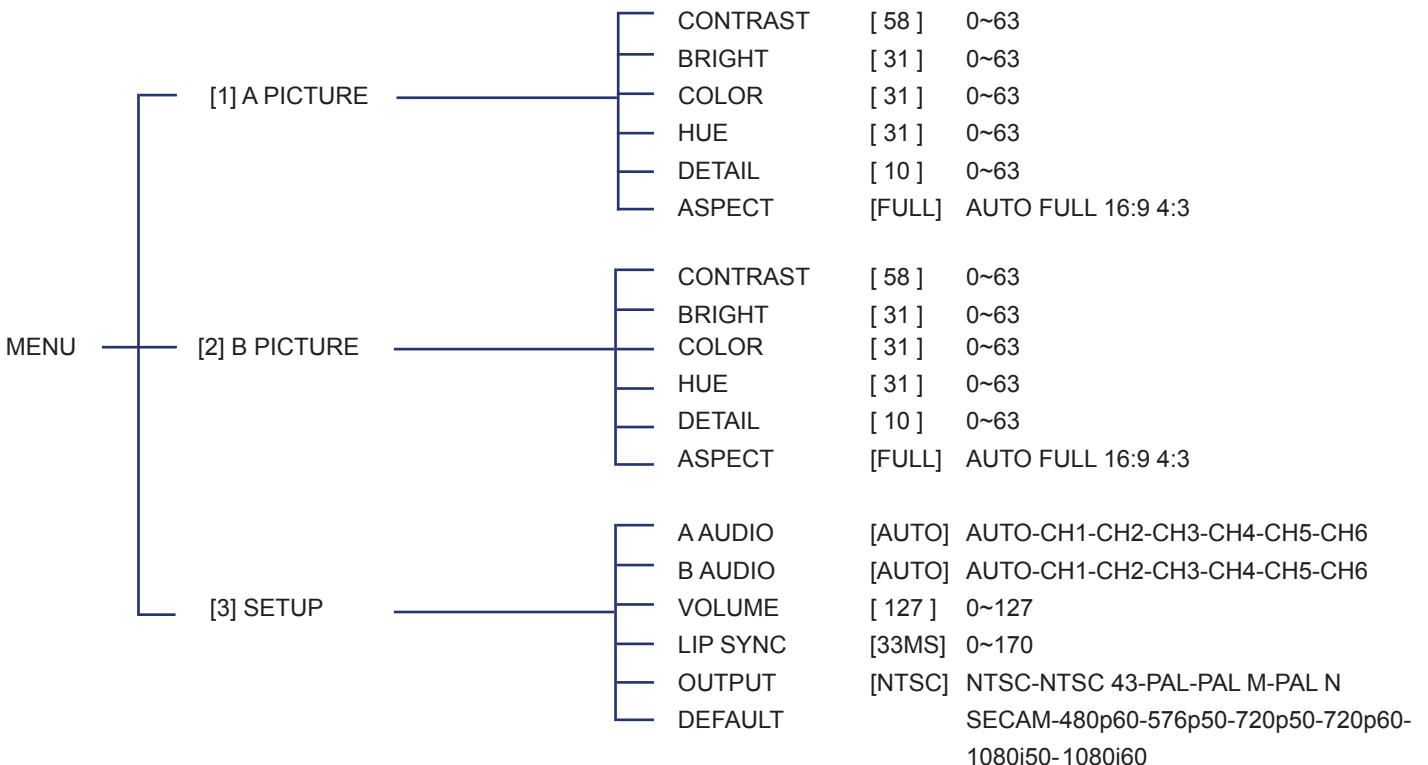 CONTRAST [ 58 ] 0~63
BRIGHT [ 31 ] 0~63
[1] A PICTURE COLOR [ 31 ] 0~63
HUE [ 31 ] 0~63
DETAIL [ 10 ] 0~63
ASPECT [FULL] AUTO FULL 16:9 4:3
CONTRAST [ 58 ] 0~63
BRIGHT [ 31 ] 0~63
MENU [2] B PICTURE COLOR [ 31 ] 0~63
HUE [ 31 ] 0~63
DETAIL [ 10 ] 0~63
ASPECT [FULL] AUTO FULL 16:9 4:3
A AUDIO [AUTO] AUTO-CH1-CH2-CH3-CH4-CH5-CH6
B AUDIO [AUTO] AUTO-CH1-CH2-CH3-CH4-CH5-CH6
[3] SETUP VOLUME [ 127 ] 0~127
LIP SYNC [33MS] 0~170
OUTPUT [NTSC] NTSC-NTSC 43-PAL-PAL M-PAL N
DEFAULT SECAM-480p60-576p50-720p50-720p60-
1080i50-1080i60